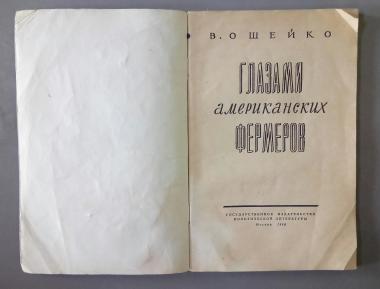 В. ОШЕЙКО
ГЛАЗАМИ
американских
ФЕРМЕРОВ
ГОСУДАРСТВЕННОЕ ИЗДАТЕЛЬСТВО
ПОЛИТИЧЕСКОЙ ЛИТЕРАТУРЫ
Москва